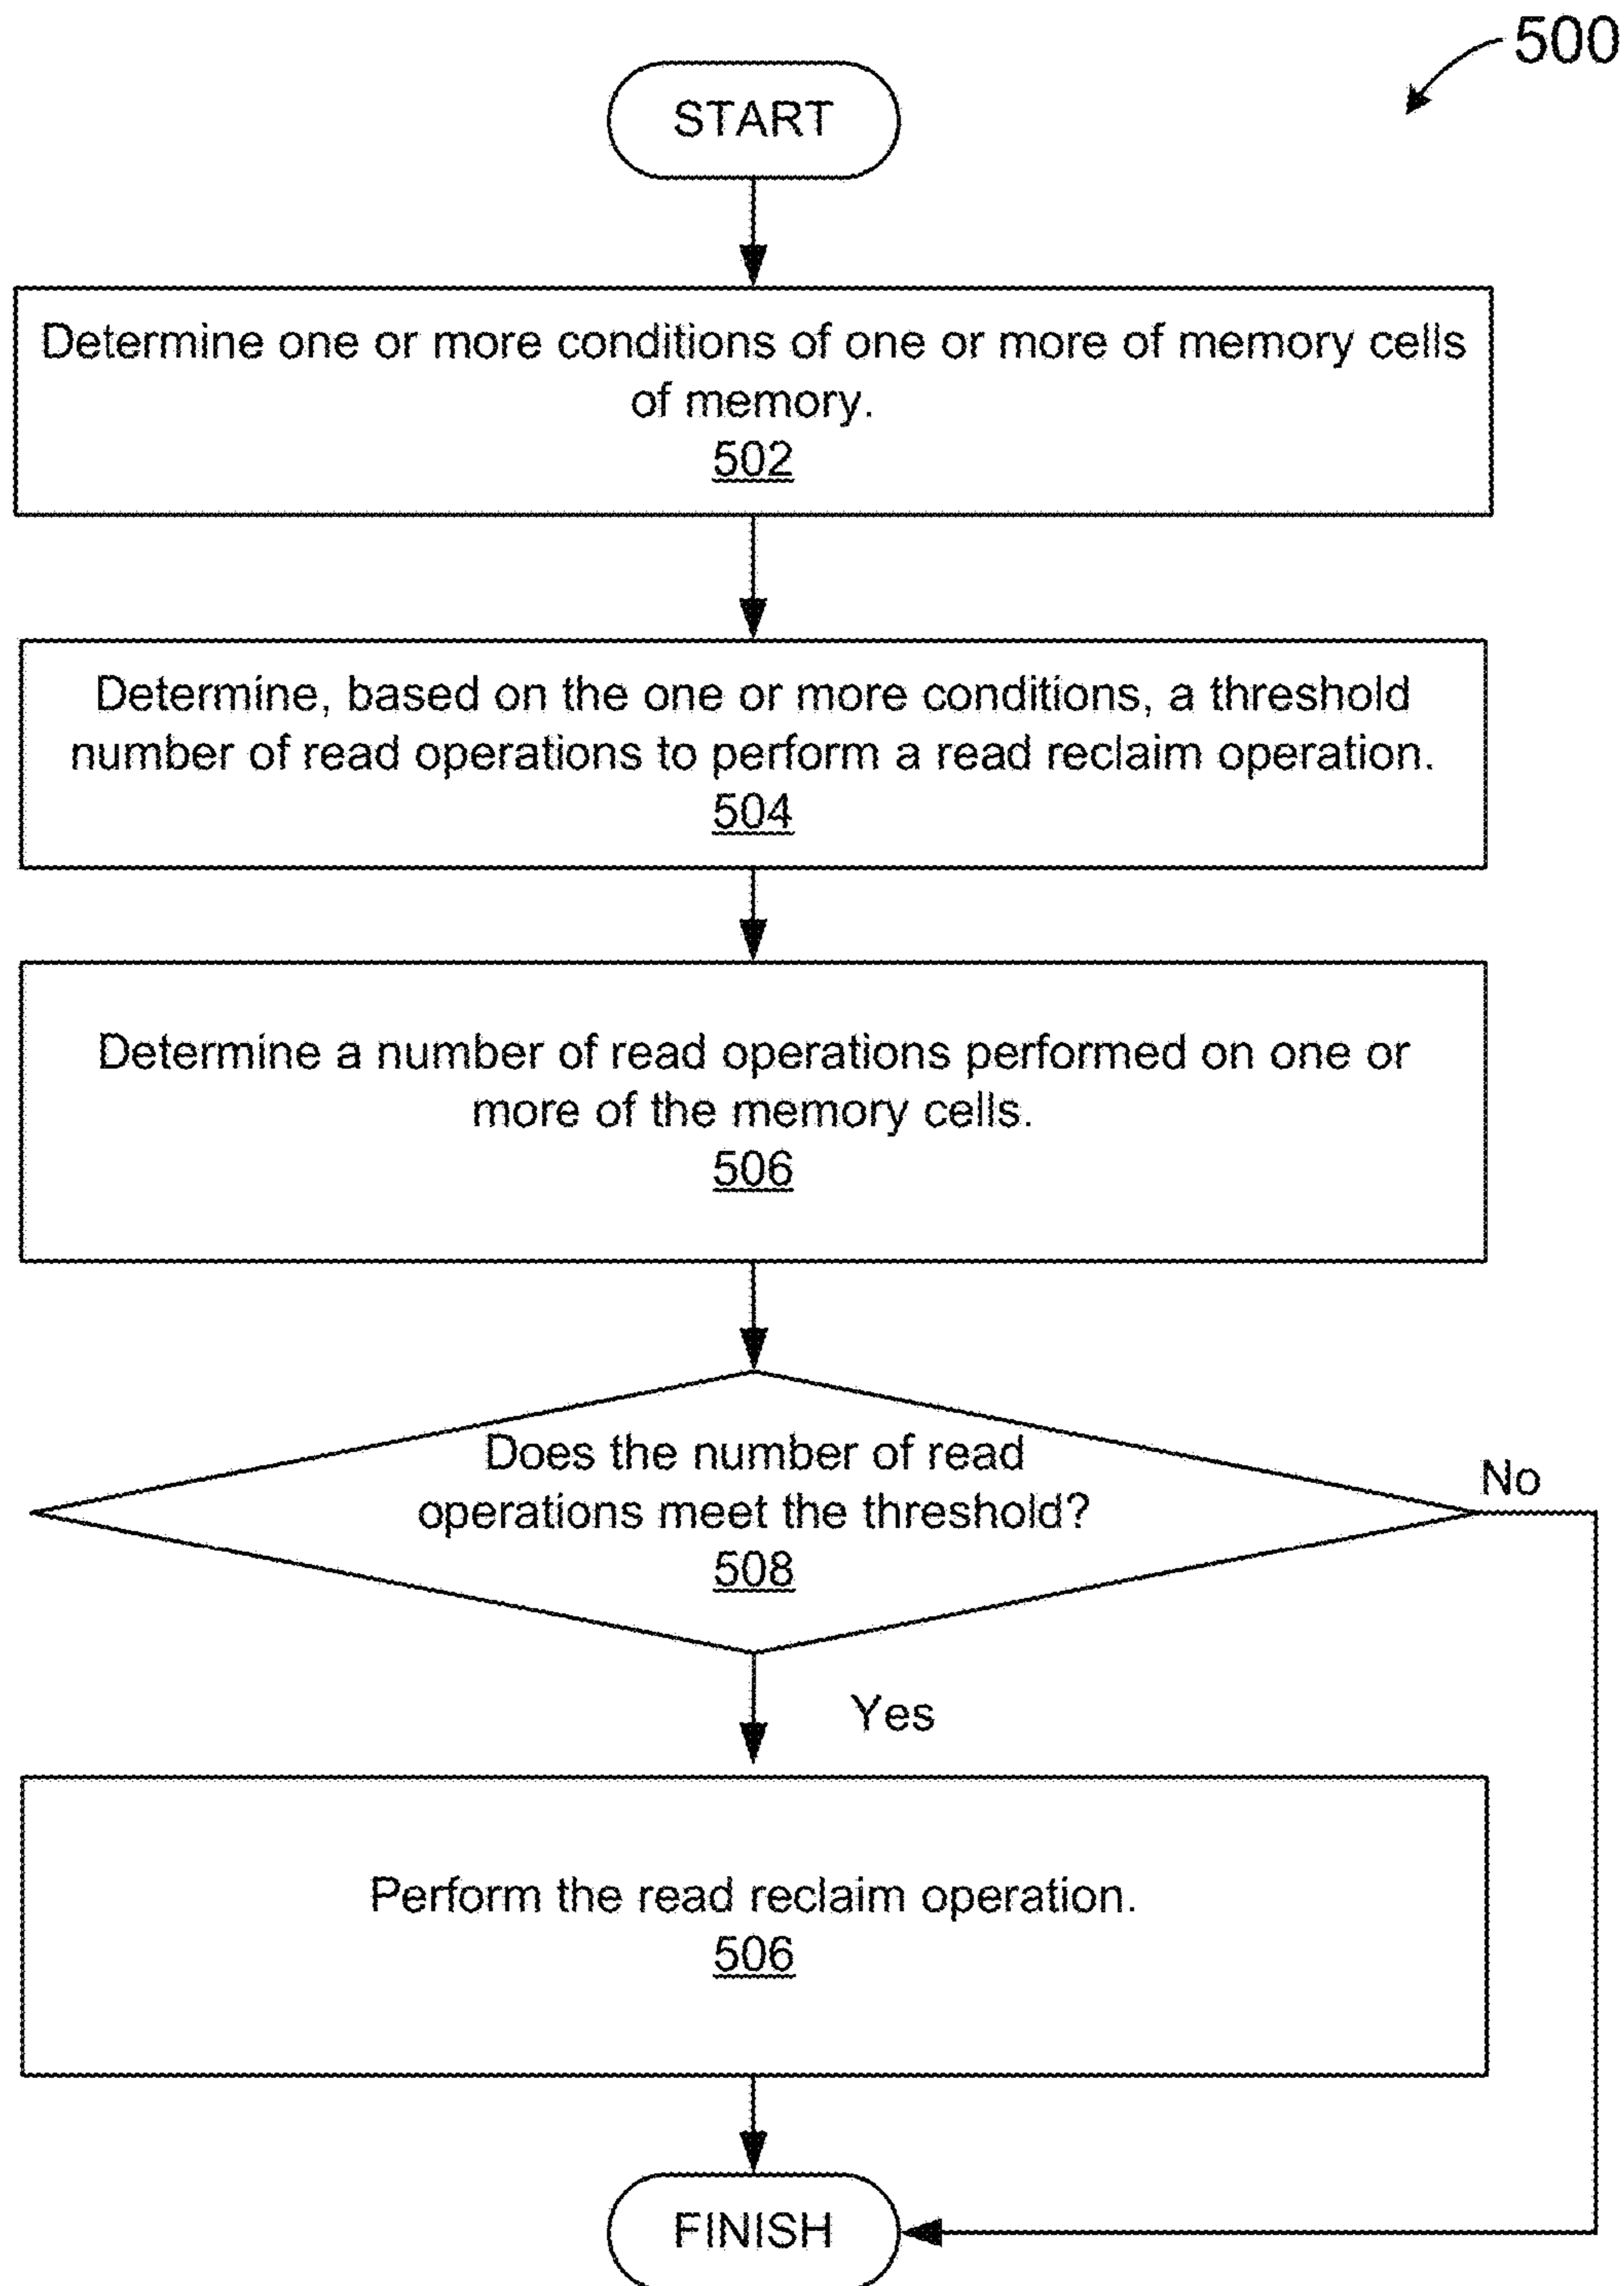 500
START
Determine one or more conditions of one or more of memory cells
of memory.
502
Determine, based on the one or more conditions, a threshold
number of read operations to perform a read reclaim operation.
504
Determine a number of read operations performed on one or
more of the memory cells.
506
Does the number of read
operations meet the threshold?
508
No
Yes
Perform the read reclaim operation.
506
FINISH